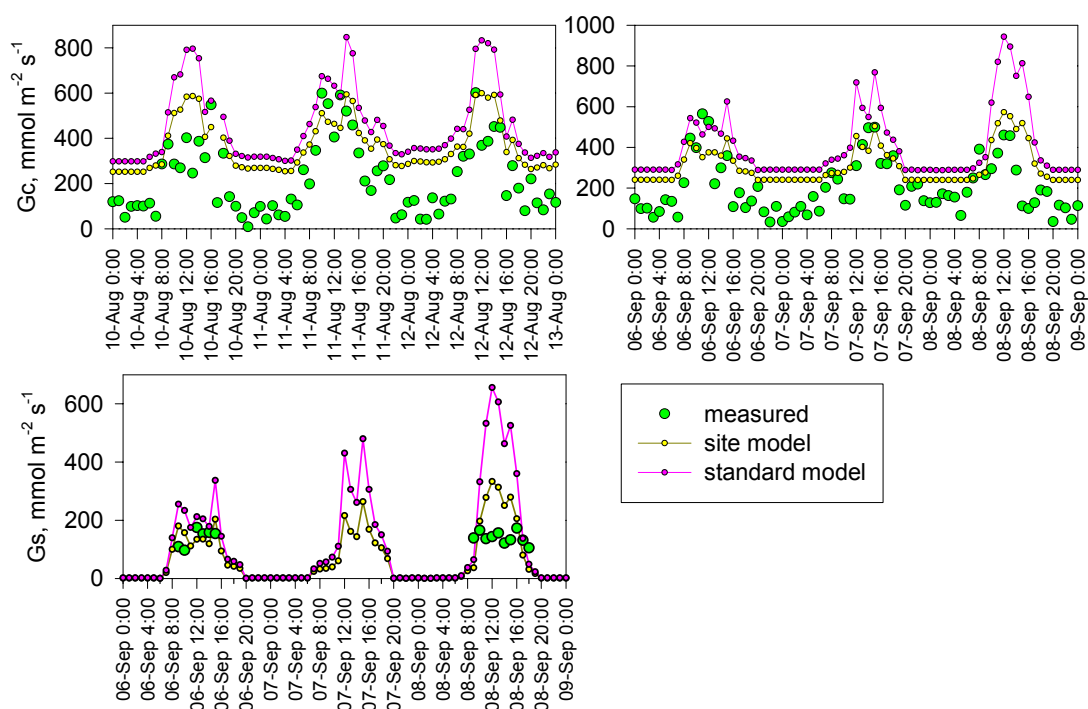 Gc, mmol m-2 s-1
800
600
400
200
0
10-Aug 0:00
10-Aug 4:00
10-Aug 8:00
10-Aug 12:00
10-Aug 16:00
10-Aug 20:00
11-Aug 0:00
11-Aug 4:00
11-Aug 8:00
11-Aug 12:00
11-Aug 16:00
11-Aug 20:00
12-Aug 0:00
12-Aug 4:00
12-Aug 8:00
12-Aug 12:00
12-Aug 16:00
12-Aug 20:00
13-Aug 0:00
1000
800
600
400
200
0
06-Sep 0:00
06-Sep 4:00
06-Sep 8:00
06-Sep 12:00
06-Sep 16:00
06-Sep 20:00
07-Sep 0:00
07-Sep 4:00
07-Sep 8:00
07-Sep 12:00
07-Sep 16:00
07-Sep 20:00
08-Sep 0:00
08-Sep 4:00
08-Sep 8:00
08-Sep 12:00
08-Sep 16:00
08-Sep 20:00
09-Sep 0:00
Gs, mmol m-2 s-1
600
400
200
0
06-Sep 0:00
06-Sep 4:00
06-Sep 8:00
06-Sep 12:00
06-Sep 16:00
06-Sep 20:00
07-Sep 0:00
07-Sep 4:00
07-Sep 8:00
07-Sep 12:00
07-Sep 16:00
07-Sep 20:00
08-Sep 0:00
08-Sep 4:00
08-Sep 8:00
08-Sep 12:00
08-Sep 16:00
08-Sep 20:00
09-Sep 0:00
measured
site model
standard model